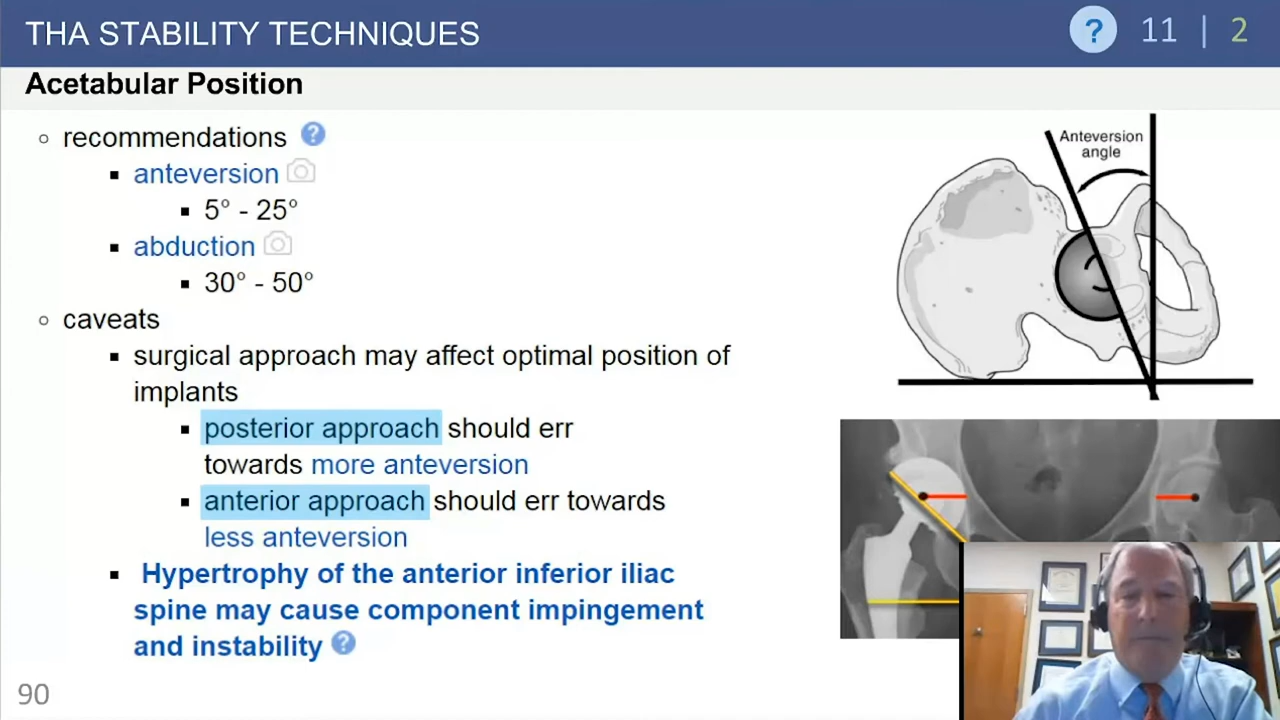 THA STABILITY TECHNIQUES
? 11 | 2
Acetabular Position
recommendations ?
anteversion
5° - 25°
abduction
30° - 50°
caveats
surgical approach may affect optimal position of
implants
posterior approach should err
towards more anteversion
anterior approach should err towards
less anteversion
Hypertrophy of the anterior inferior iliac
spine may cause component impingement
and instability ?
90
Anteversion
angle